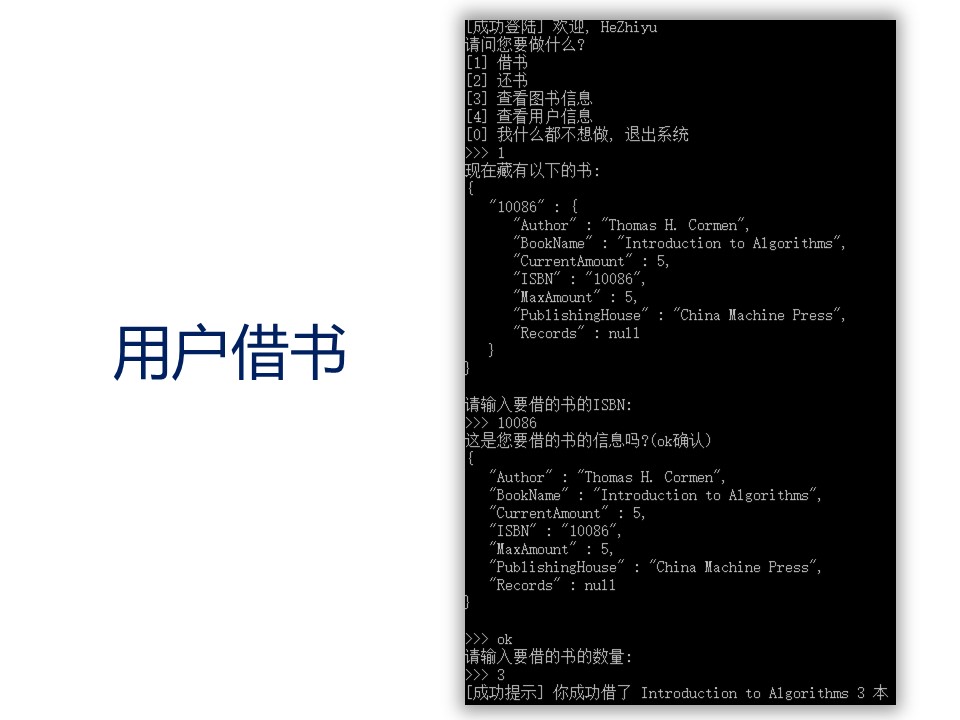 用户借书
[成功登陆] 欢迎, HeZhiyu
请问您要做什么?
[1] 借书
[2] 还书
[3] 查看图书信息
[4] 查看用户信息
[0] 我什么都不想做, 退出系统
>>> 1
现在藏有以下的书:
{
"10086" : {
"Author" : "Thomas H. Cormen",
"BookName" : "Introduction to Algorithms",
"CurrentAmount" : 5,
"ISBN" : "10086",
"MaxAmount" : 5,
"PublishingHouse" : "China Machine Press",
"Records" : null
}
}
请输入要借的书的ISBN:
>>> 10086
这是您要借的书的信息吗?(ok确认)
{
"Author" : "Thomas H. Cormen",
"BookName" : "Introduction to Algorithms",
"CurrentAmount" : 5,
"ISBN" : "10086",
"MaxAmount" : 5,
"PublishingHouse" : "China Machine Press",
"Records" : null
}
>>> ok
请输入要借的书的数量:
>>> 3
[成功提示] 你成功借了 Introduction to Algorithms 3 本